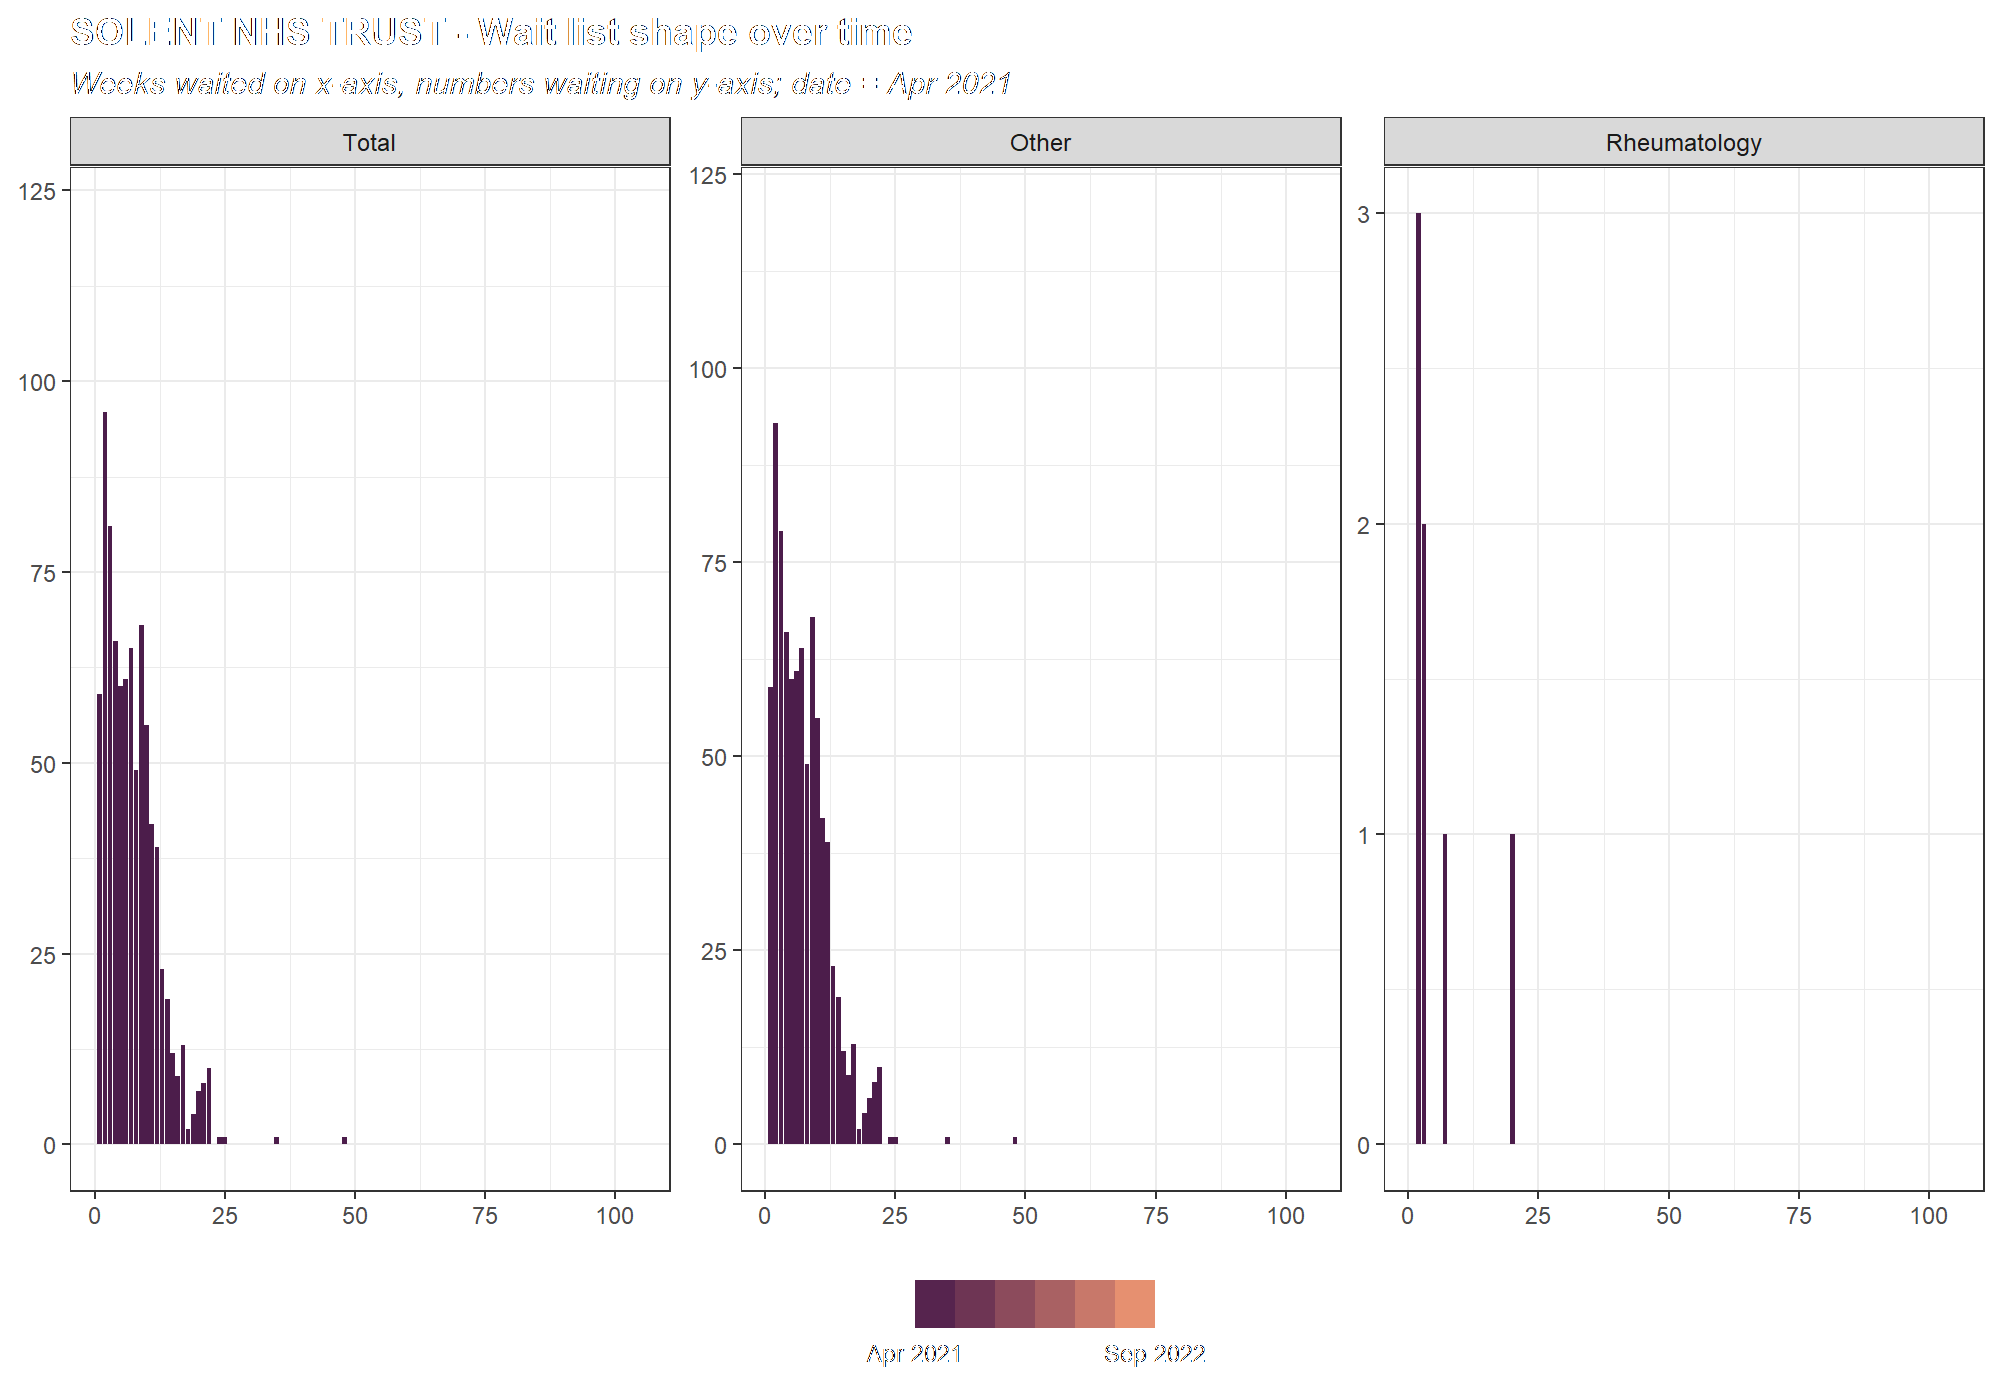 SOLENT NHS TRUST - Wait list shape over time
Weeks waited on x-axis, numbers waiting on y-axis; date = Apr 2021
Total
Other
Rheumatology
125
100
75
50
25
0
0 25 50 75 100
125
100
75
50
25
0
0 25 50 75 100
3
2
1
0
0 25 50 75 100
Apr 2021
Sep 2022